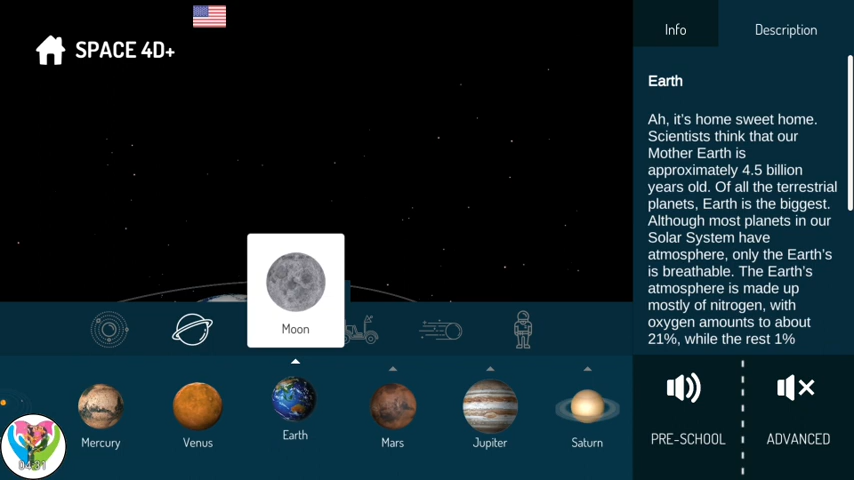 SPACE 4D+
Info
Description
Earth
Ah, it's home sweet home.
Scientists think that our
Mother Earth is
approximately 4.5 billion
years old. Of all the terrestrial
planets, Earth is the biggest.
Although most planets in our
Solar System have
atmosphere, only the Earth's
is breathable. The Earth's
atmosphere is made up
mostly of nitrogen, with
oxygen amounts to about
21%, while the rest 1%
Moon
Mercury
Venus
Earth
Mars
Jupiter
Saturn
PRE-SCHOOL
ADVANCED